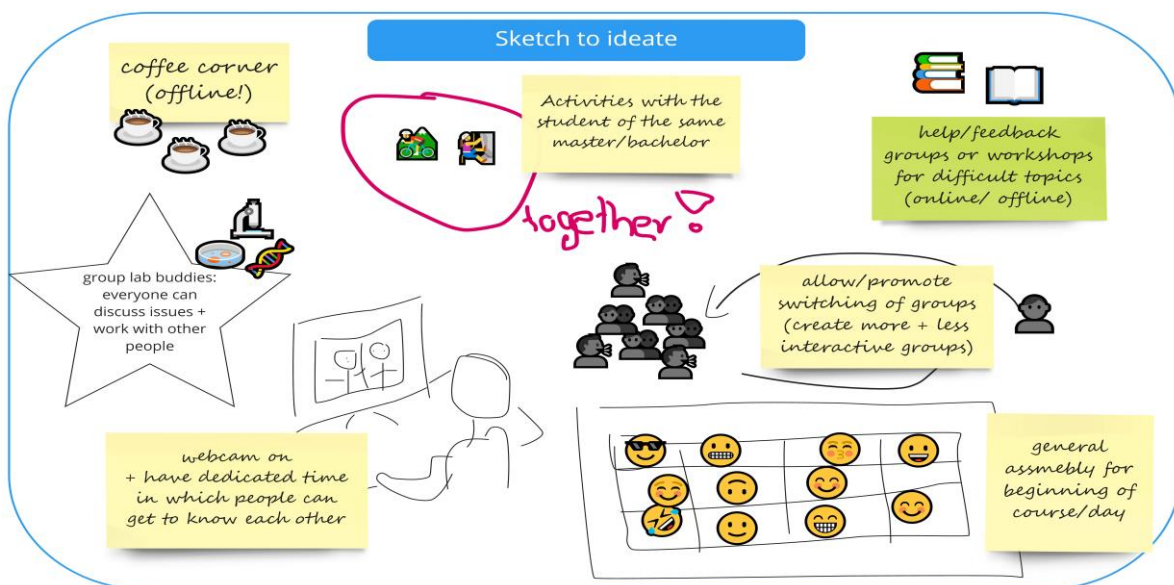 Sketch to ideate
coffee corner
(offline!)
Activities with the
student of the same
master/bachelor
together!
help/feedback
groups or workshops
for difficult topics
(online/ offline)
group lab buddies:
everyone can
discuss issues +
work with other
people
allow/promote
switching of groups
(create more + less
interactive groups)
webcam on
+ have dedicated time
in which people can
get to know each other
general
assmebly for
beginning of
course/day